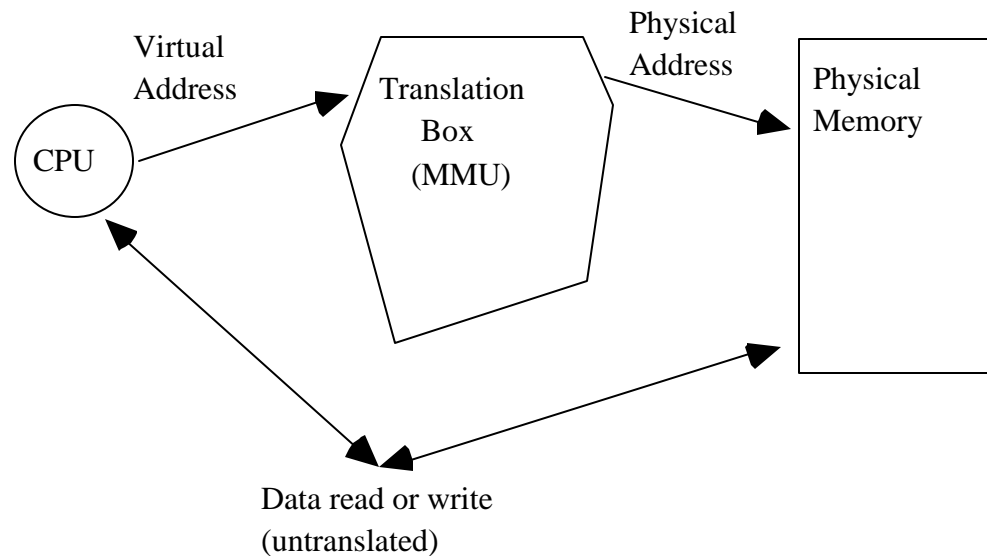 Virtual
Address
CPU
Translation
Box
(MMU)
Physical
Address
Physical
Memory
Data read or write
(untranslated)